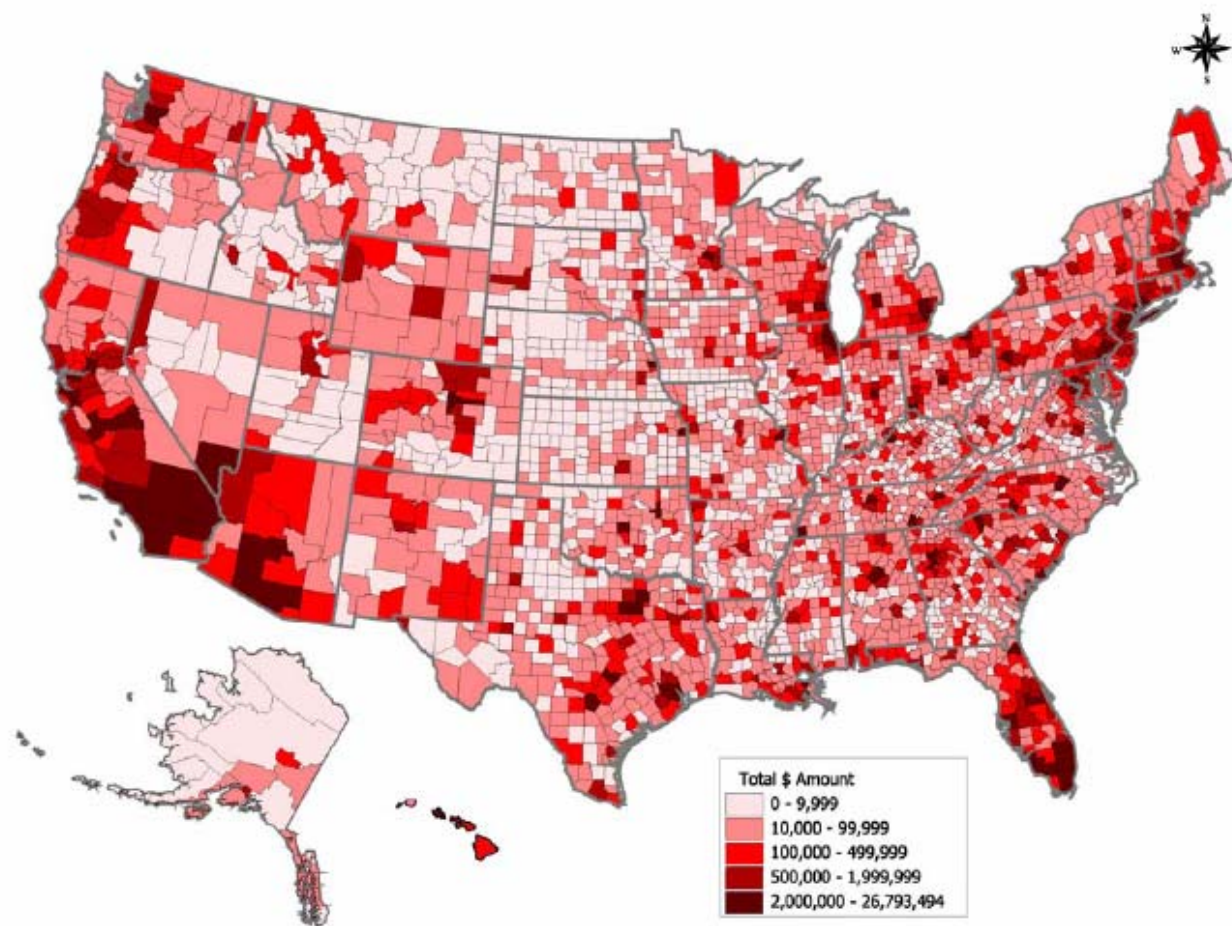 N
W
S
Total $ Amount
0 - 9,999
10,000 - 99,999
100,000 - 499,999
500,000 - 1,999,999
2,000,000 - 26,793,494